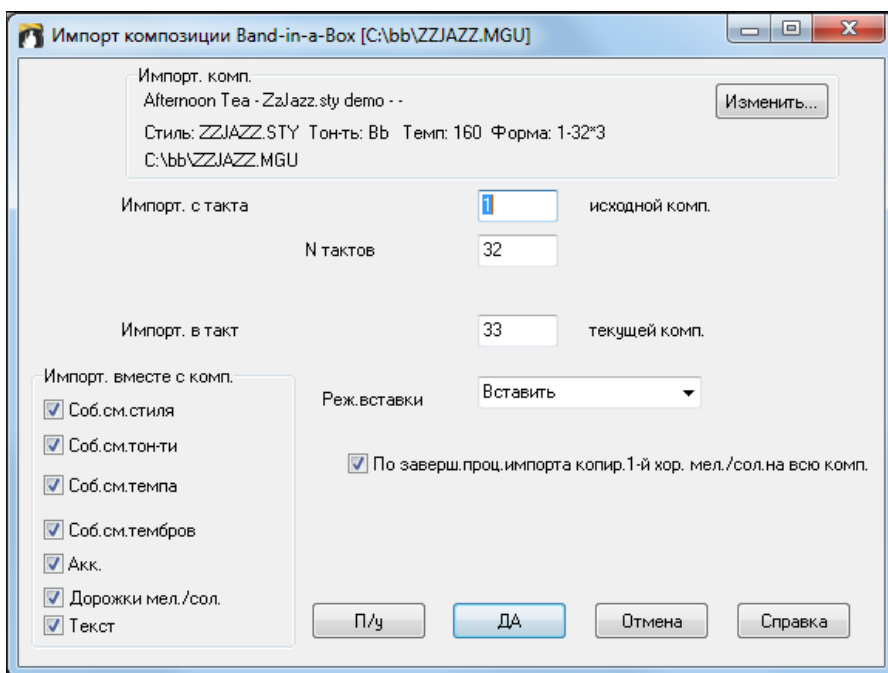 Импорт композиции Band-in-a-Box [C:\bb\ZZJAZZ.MGU]
Импорт. комп.
Afternoon Tea - ZzJazz.sty demo - -
Изменить...
Стиль: ZZJAZZ.STY Тон-ть: Bb Темп: 160 Форма: 1-32*3
C:\bb\ZZJAZZ.MGU
Импорт. с такта 1 исходной комп.
N тактов 32
Импорт. в такт 33 текущей комп.
Импорт. вместе с комп.
Реж.вставки Вставить
Соб.см.стиля
Соб.см.тон-ти
По заверш.проц.импорта копир.1-й хор. мел./сол.на всю комп.
Соб.см.темпа
Соб.см.тембров
Акк.
Дорожки мел./сол.
Текст
П/у ДА Отмена Справка